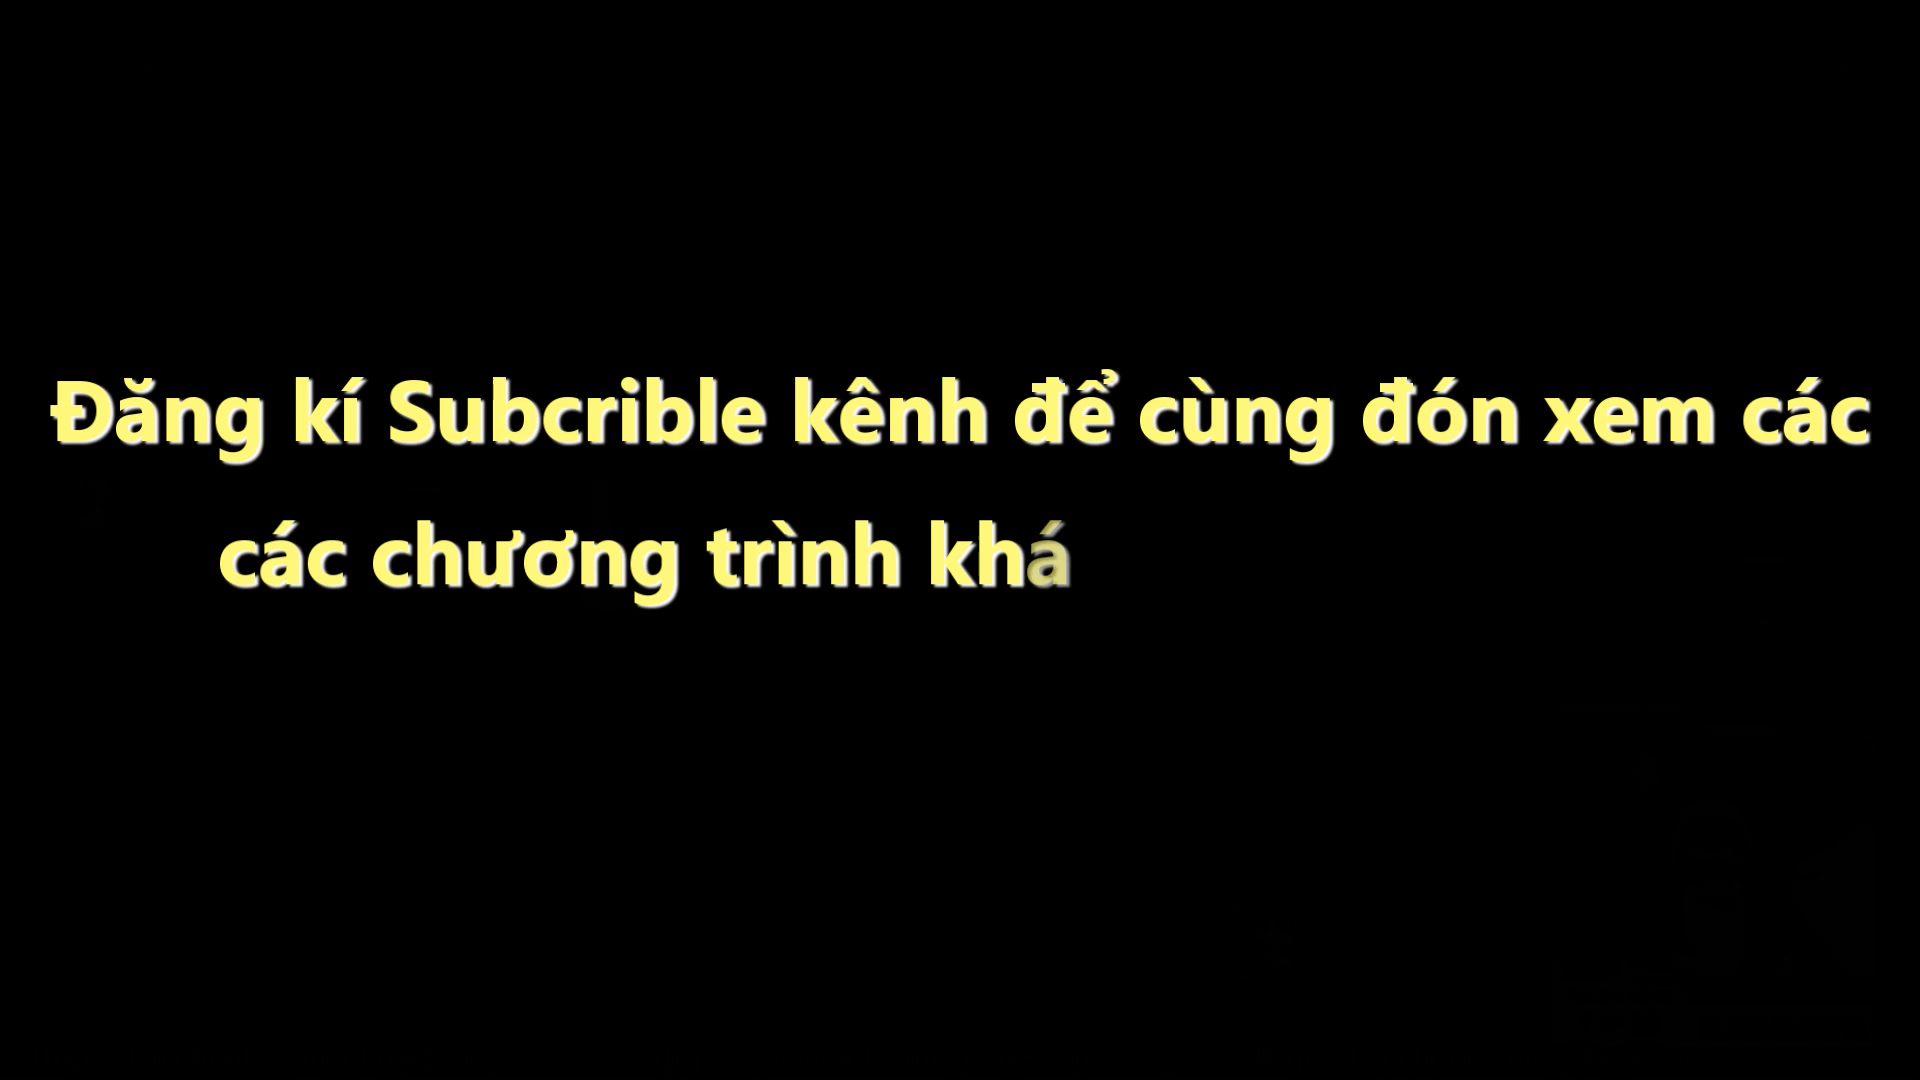 Đăng kí Subcrible kênh để cùng đón xem các
các chương trình khá